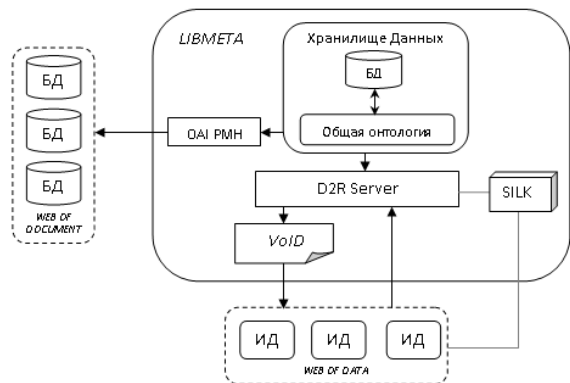 LIBMETA
Хранилище Данных
БД
Общая онтология
БД
БД
БД
WEB OF
DOCUMENT
OAI PMH
D2R Server
SILK
VoID
ИД
ИД
ИД
WEB OF DATA